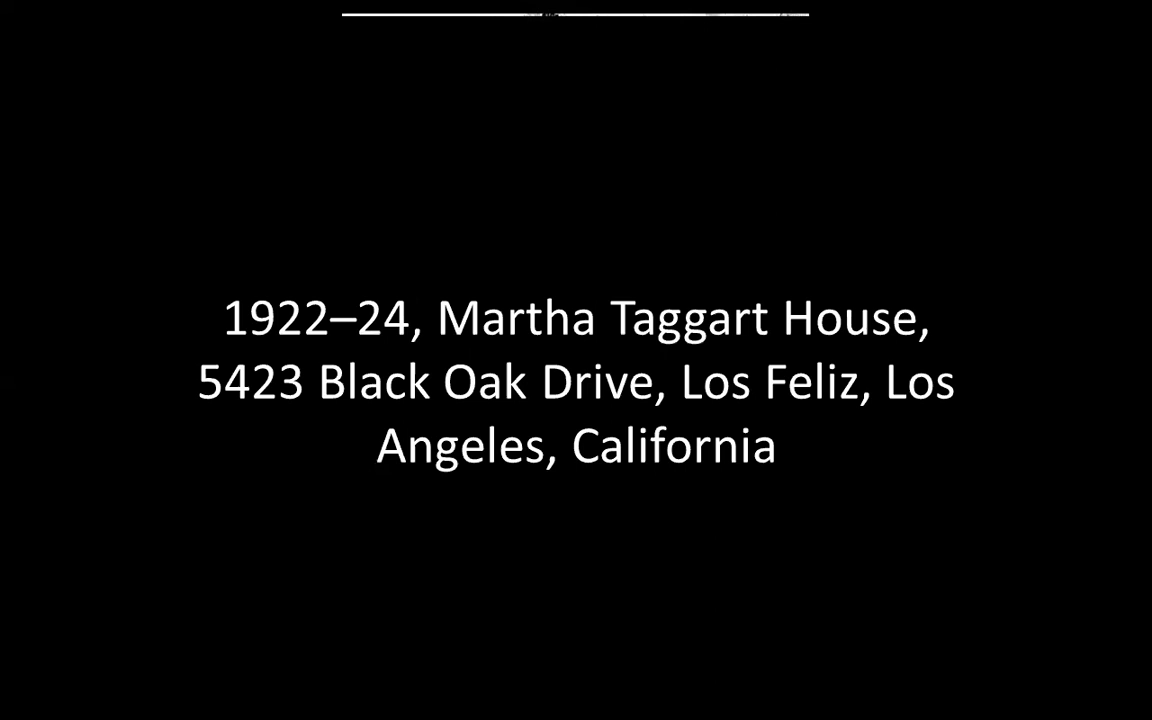 1922–24, Martha Taggart House,
5423 Black Oak Drive, Los Feliz, Los
Angeles, California